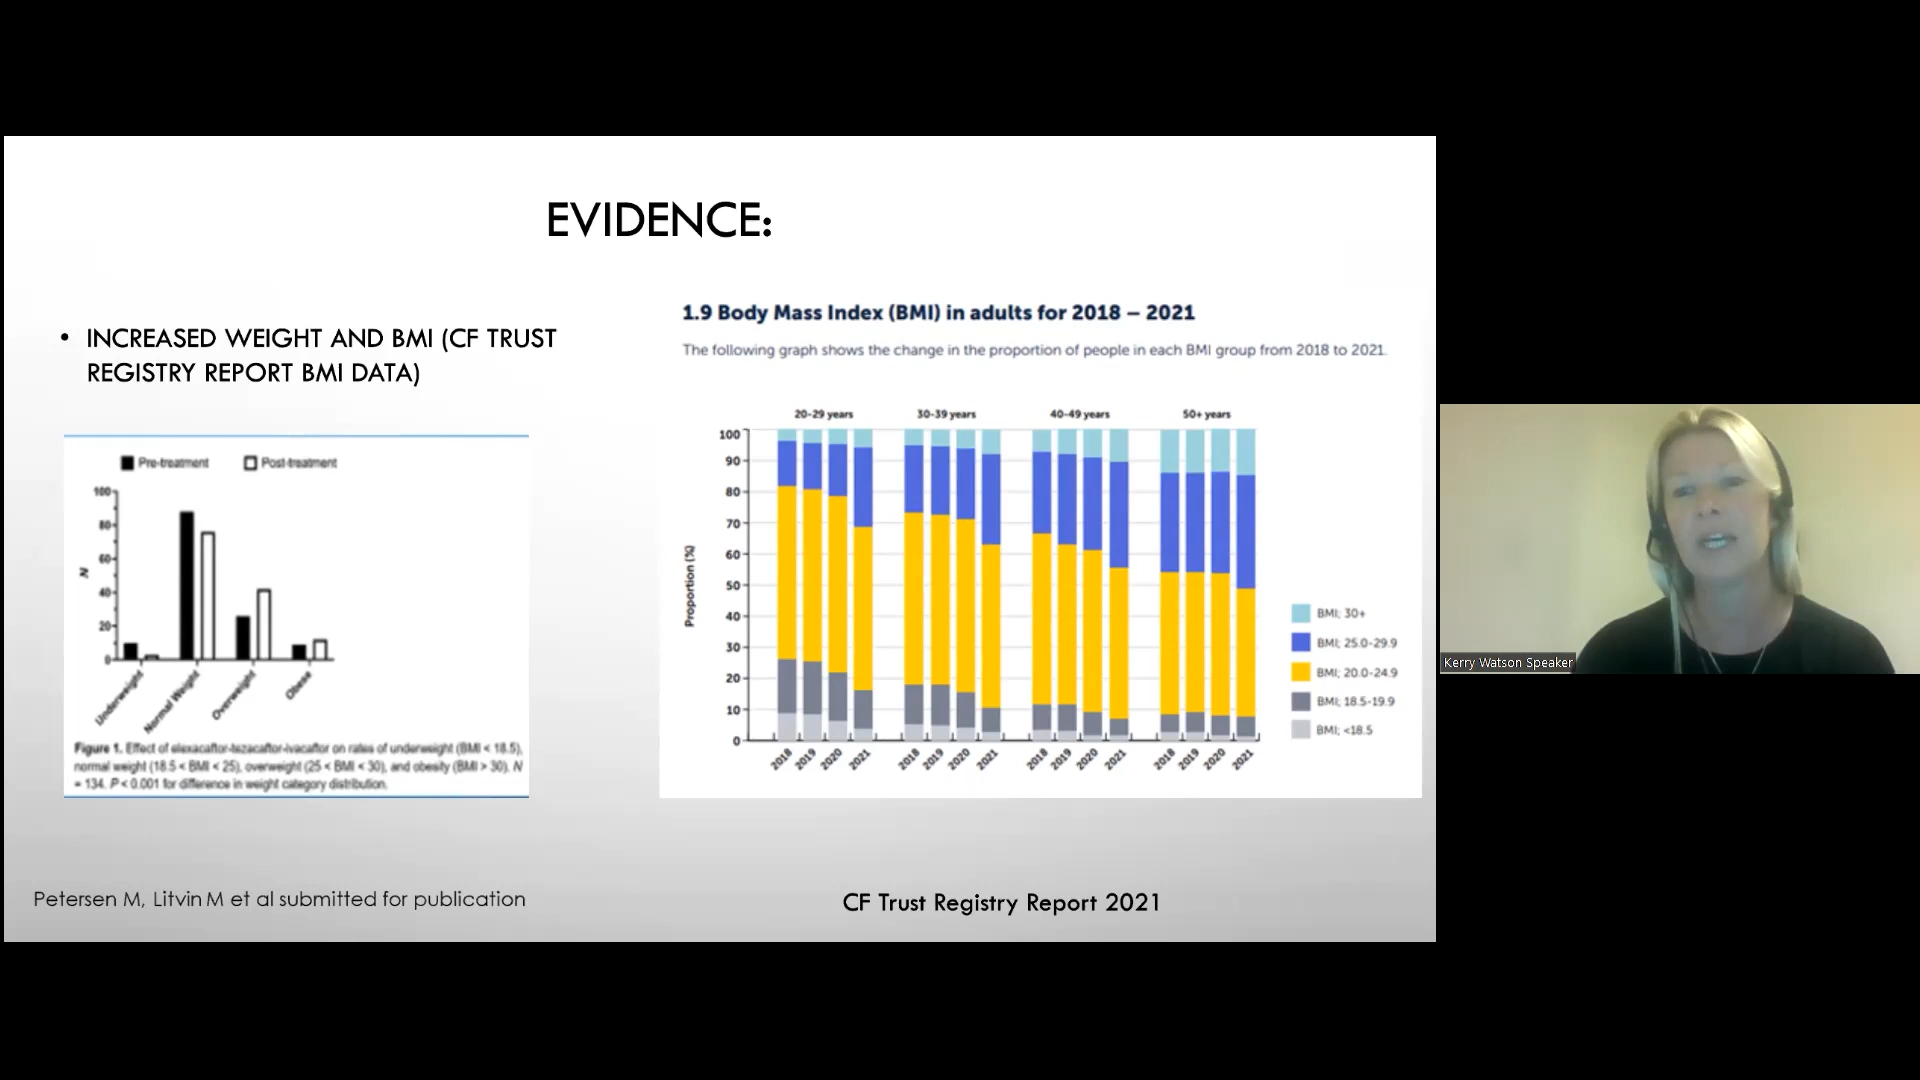 EVIDENCE:
• INCREASED WEIGHT AND BMI (CF TRUST
REGISTRY REPORT BMI DATA)
Pre-treatment Post-treatment
100
80
60
40
20
0
N
Underweight Normal Weight Overweight Obese
Figure 1. Effect of elexacaftor-tezacaftor-ivacaftor on rates of underweight (BMI < 18.5),
normal weight (18.5 < BMI < 25), overweight (25 < BMI < 30), and obesity (BMI > 30). N
= 134. P < 0.001 for difference in weight category distribution.
Petersen M, Litvin M et al submitted for publication
1.9 Body Mass Index (BMI) in adults for 2018 – 2021
The following graph shows the change in the proportion of people in each BMI group from 2018 to 2021.
20-29 years 30-39 years 40-49 years 50+ years
100
90
80
70
60
50
40
30
20
10
0
Proportion (%)
2018 2019 2020 2021 2018 2019 2020 2021 2018 2019 2020 2021 2018 2019 2020 2021
BMI; 30+
BMI; 25.0-29.9
BMI; 20.0-24.9
BMI; 18.5-19.9
BMI; <18.5
CF Trust Registry Report 2021
Kerry Watson Speaker